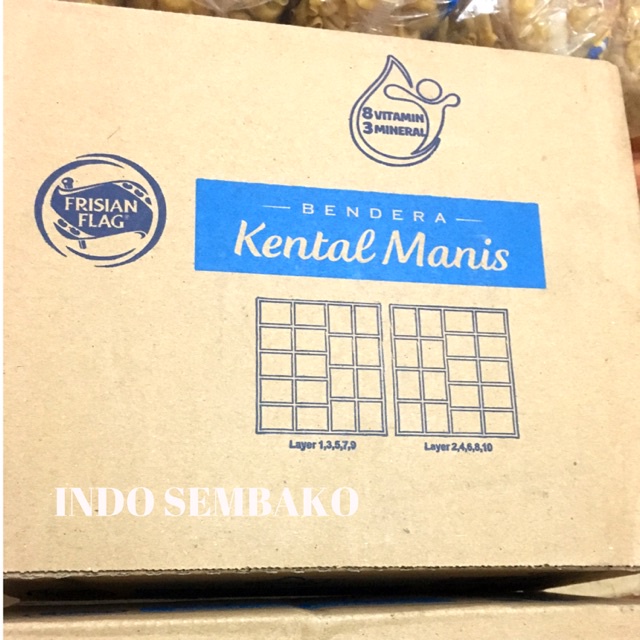 8 VITAMIN
3 MINERAL
FRISIAN
FLAG®
BENDERA
Kental Manis
Layer 1,3,5,7,9
Layer 2,4,6,8,10
INDO SEMBAKO